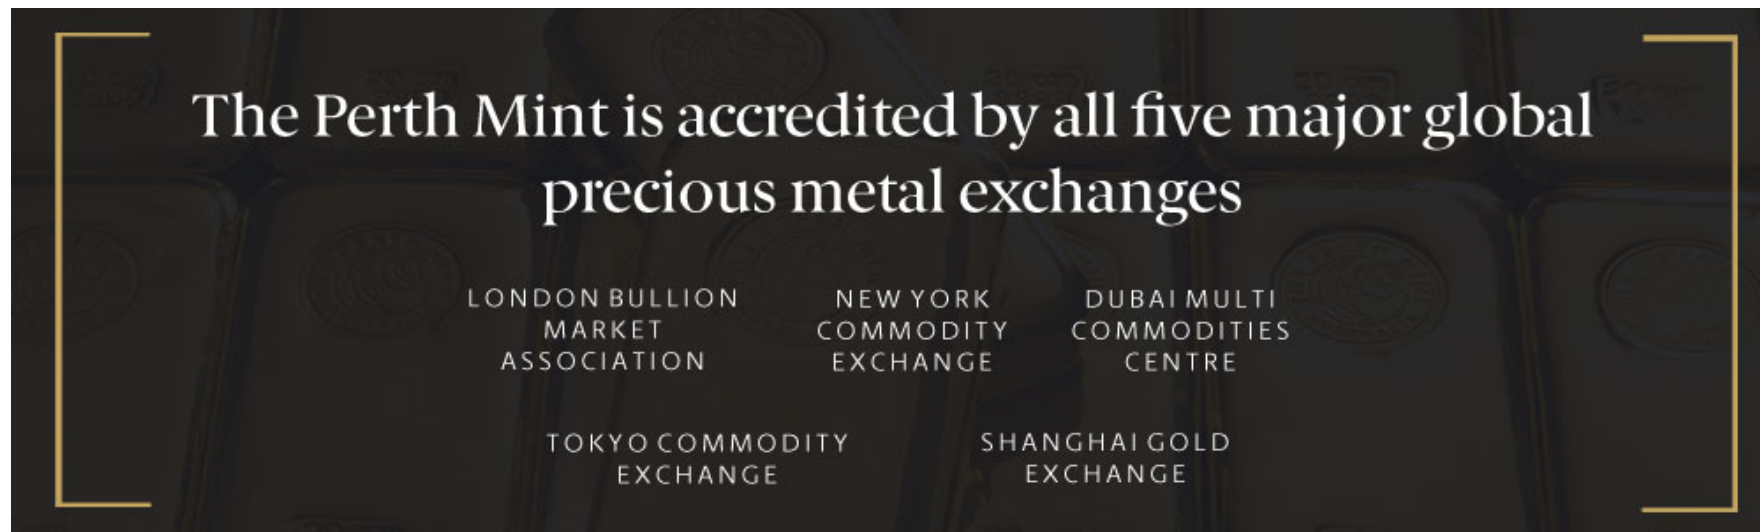 The Perth Mint is accredited by all five major global
precious metal exchanges
LONDON BULLION
MARKET
ASSOCIATION
NEW YORK
COMMODITY
EXCHANGE
DUBAI MULTI
COMMODITIES
CENTRE
TOKYO COMMODITY
EXCHANGE
SHANGHAI GOLD
EXCHANGE